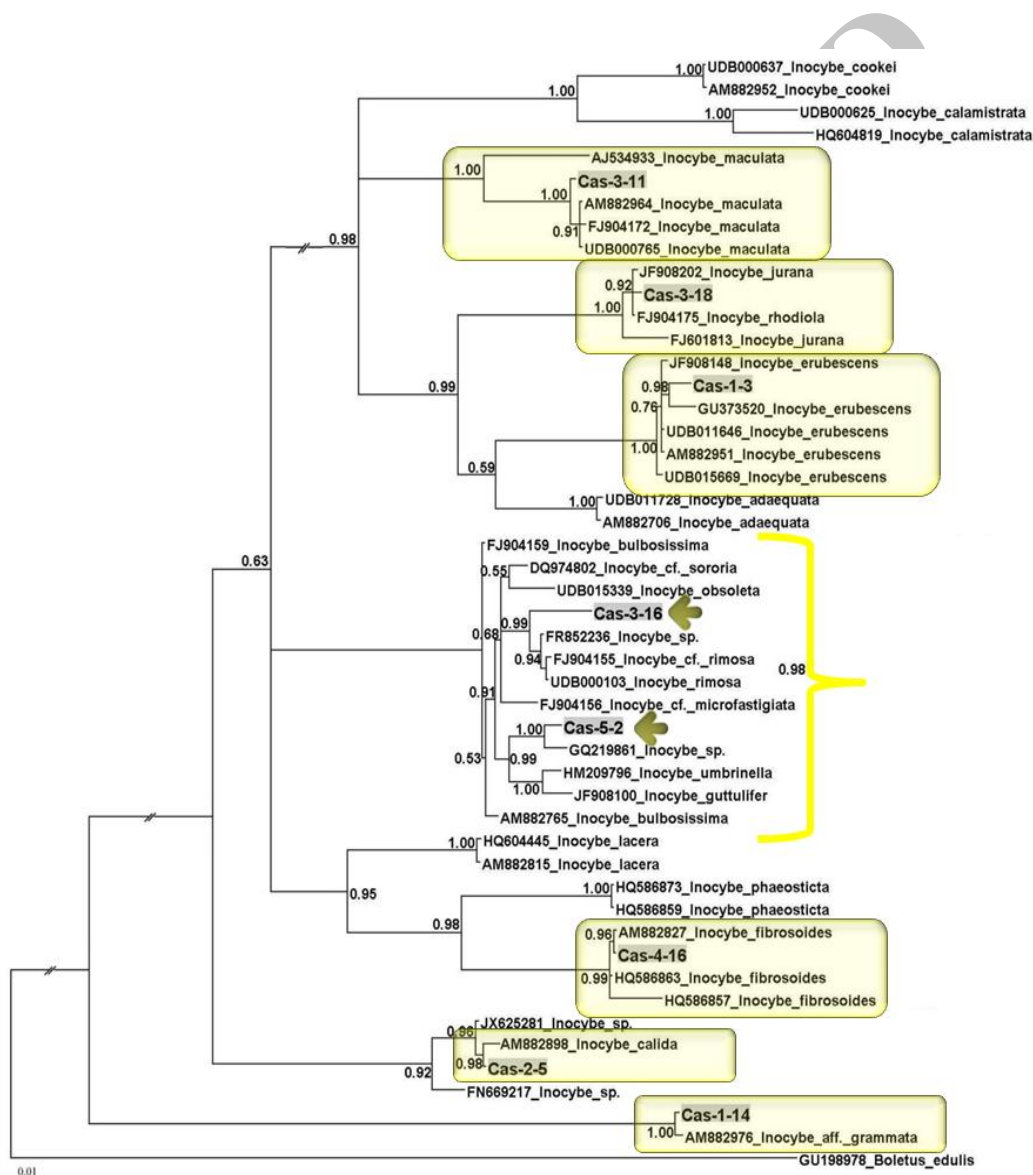 UDB000637_Inocybe_cookei
1.00
AM882952_Inocybe_cookei
1.00
UDB000625_Inocybe_calamistrata
1.00
HQ604819_Inocybe_calamistrata
AJ534933_Inocybe_maculata
1.00
Cas-3-11
1.00
AM882964_Inocybe_maculata
FJ904172_Inocybe_maculata
0.91
UDB000765_Inocybe_maculata
0.98
JF908202_Inocybe_jurana
0.92
Cas-3-18
1.00
FJ904175_Inocybe_rhodiola
FJ601813_Inocybe_jurana
JF908148_Inocybe_erubescens
0.98
Cas-1-3
0.99
0.76
GU373520_Inocybe_erubescens
UDB011646_Inocybe_erubescens
1.00
AM882951_Inocybe_erubescens
UDB015669_Inocybe_erubescens
0.59
1.00
UDB011728_Inocybe_adaequata
AM882706_Inocybe_adaequata
FJ904159_Inocybe_bulbosissima
0.63
DQ974802_Inocybe_cf._sororia
0.55
UDB015339_Inocybe_obsoleta
Cas-3-16
0.99
0.68
FR852236_Inocybe_sp.
0.94
FJ904155_Inocybe_cf._rimosa
0.98
UDB000103_Inocybe_rimosa
0.91
FJ904156_Inocybe_cf._microfastigiata
Cas-5-2
1.00
GQ219861_Inocybe_sp.
0.53
0.99
HM209796_Inocybe_umbrinella
1.00
JF908100_Inocybe_guttulifer
AM882765_Inocybe_bulbosissima
1.00
HQ604445_Inocybe_lacera
AM882815_Inocybe_lacera
0.95
1.00
HQ586873_Inocybe_phaeosticta
HQ586859_Inocybe_phaeosticta
0.98
0.96
AM882827_Inocybe_fibrosoides
Cas-4-16
0.99
HQ586863_Inocybe_fibrosoides
HQ586857_Inocybe_fibrosoides
JX625281_Inocybe_sp.
0.96
AM882898_Inocybe_calida
0.98
Cas-2-5
0.92
FN669217_Inocybe_sp.
Cas-1-14
1.00
AM882976_Inocybe_aff._grammata
GU198978_Boletus_edulis
0.01